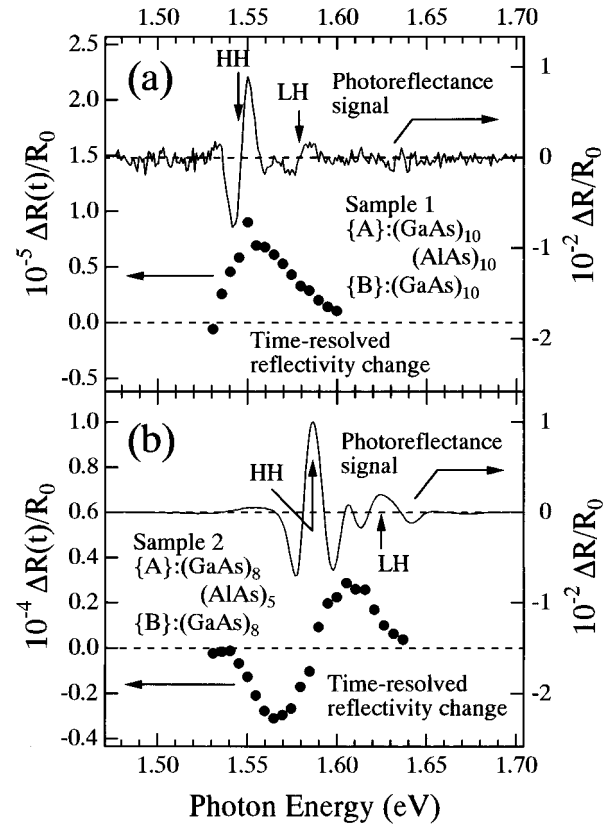 1.50 1.55 1.60 1.65 1.70
2.5
2.0
1.5
1.0
0.5
0.0
-0.5
10⁻⁵ ΔR(t)/R₀
1
0
-1
-2
10⁻² ΔR/R₀
(a)
HH
LH
Photoreflectance
signal
Sample 1
{A}:(GaAs)₁₀
(AlAs)₁₀
{B}:(GaAs)₁₀
Time-resolved
reflectivity change
1.0
0.8
0.6
0.4
0.2
0.0
-0.2
-0.4
10⁻⁴ ΔR(t)/R₀
1
0
-1
-2
10⁻² ΔR/R₀
(b)
HH
LH
Photoreflectance
signal
Sample 2
{A}:(GaAs)₈
(AlAs)₅
{B}:(GaAs)₈
Time-resolved
reflectivity change
1.50 1.55 1.60 1.65 1.70
Photon Energy (eV)